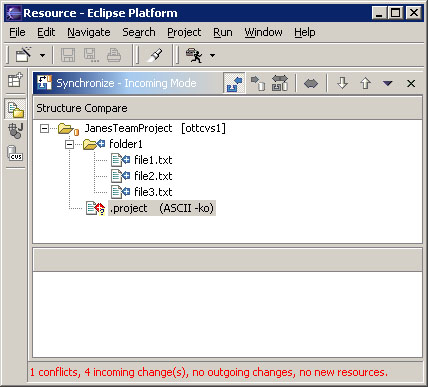 Resource - Eclipse Platform
File Edit Navigate Search Project Run Window Help
Synchronize - Incoming Mode
Structure Compare
JanesTeamProject [ottcvs1]
folder1
file1.txt
file2.txt
file3.txt
.project (ASCII -ko)
CVS
1 conflicts, 4 incoming change(s), no outgoing changes, no new resources.